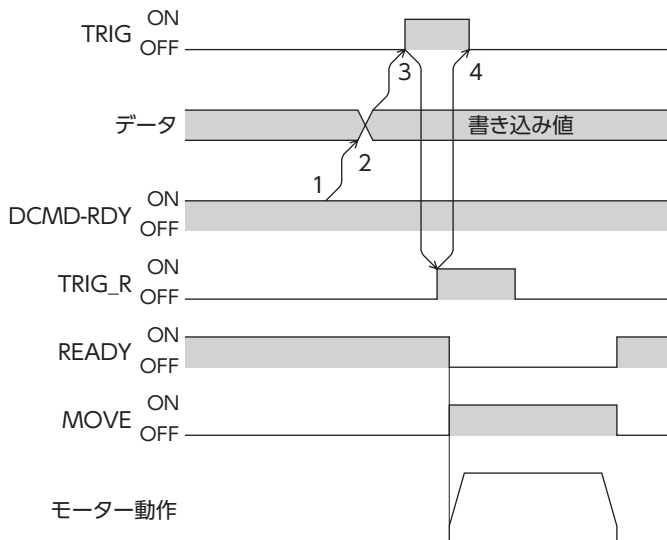 TRIG ON
OFF
3 4
データ 書き込み値
1 2
DCMD-RDY ON
OFF
TRIG_R ON
OFF
READY ON
OFF
MOVE ON
OFF
モーター動作